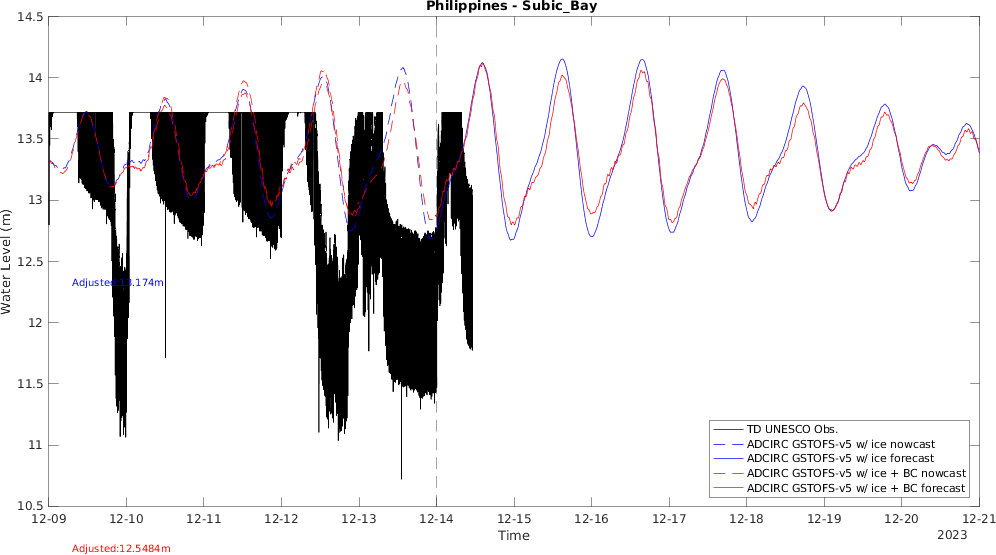 Philippines - Subic_Bay
14.5
14
13.5
13
12.5
12
11.5
11
10.5
Water Level (m)
Adjusted: 3.174m
TD UNESCO Obs.
ADCIRC GSTOFS-v5 w/ ice nowcast
ADCIRC GSTOFS-v5 w/ ice forecast
ADCIRC GSTOFS-v5 w/ ice + BC nowcast
ADCIRC GSTOFS-v5 w/ ice + BC forecast
12-09 12-10 12-11 12-12 12-13 12-14 12-15 12-16 12-17 12-18 12-19 12-20 12-21
Time
2023
Adjusted:12.5484m